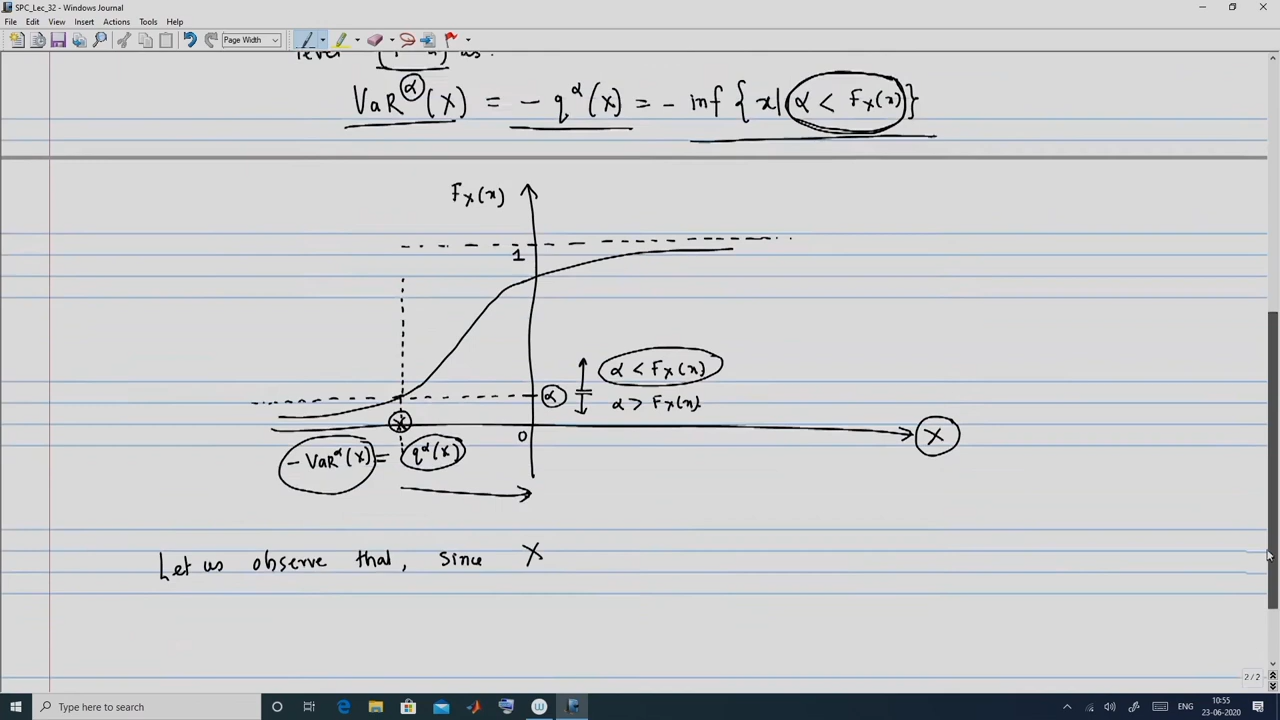 SPC_Lec_32 - Windows Journal
File Edit View Insert Actions Tools Help
Page Width
VaR^α(X) = - q^α(X) = - inf { x | α < F_X(x) }
F_X(x)
1
α < F_X(x)
α
α > F_X(x)
X
0
X
- VaR^α(X) = q^α(X)
Let us observe that, since X
2/2
Type here to search
ENG
10:55
23-06-2020